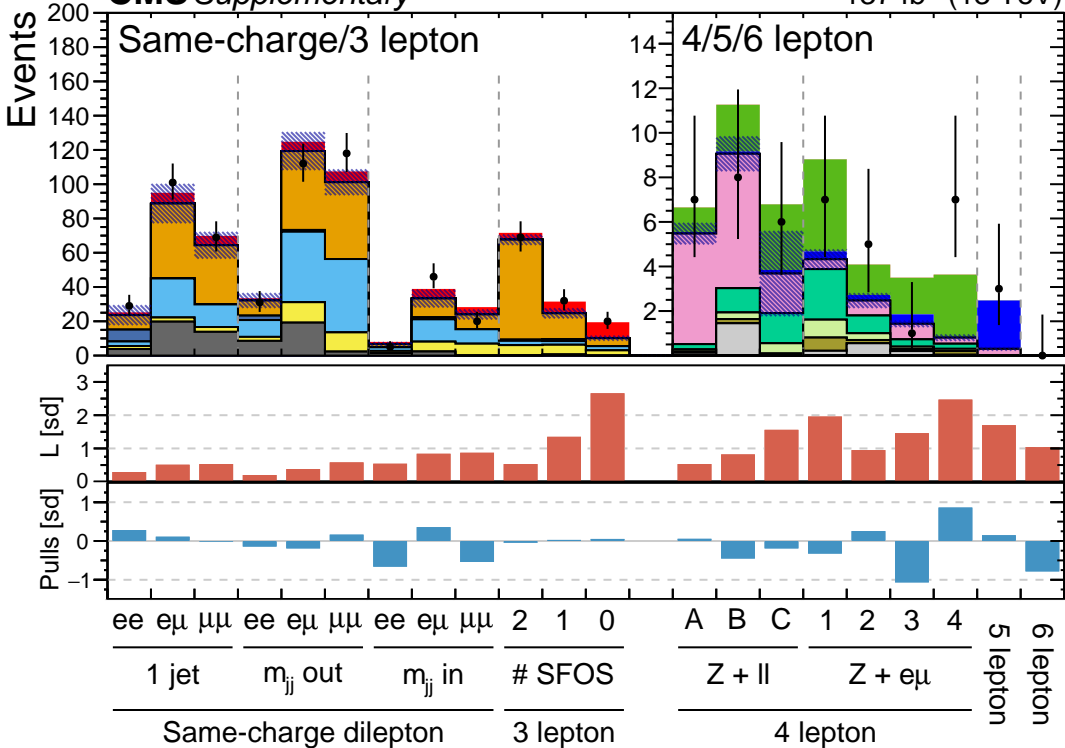 CMS Supplementary
Same-charge/3 lepton
4/5/6 lepton
Events
200
180
160
140
120
100
80
60
40
20
0
14
12
10
8
6
4
2
L [sd]
3
2
1
0
Pulls [sd]
1
0
−1
ee eμ μμ ee eμ μμ ee eμ μμ 2 1 0 A B C 1 2 3 4
1 jet m_jj out m_jj in # SFOS Z + ll Z + eμ
5 lepton
6 lepton
Same-charge dilepton 3 lepton 4 lepton